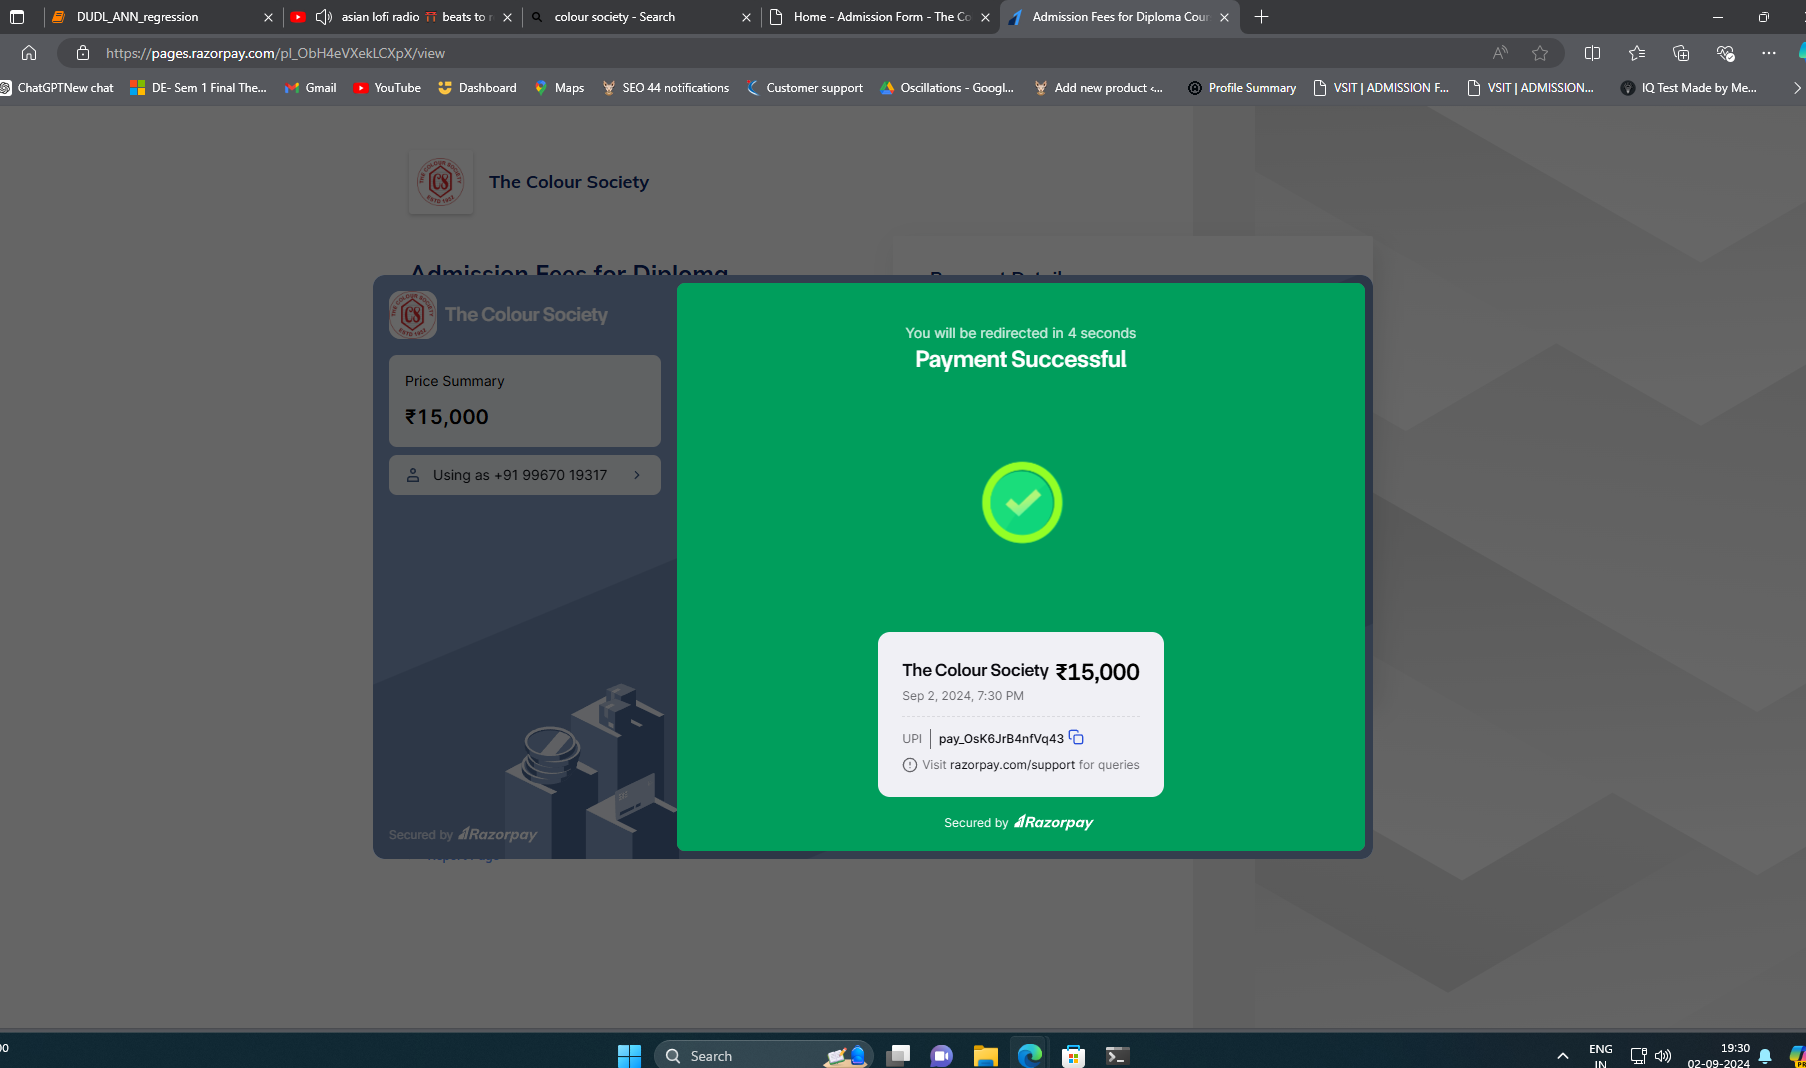 DUDL_ANN_regression
asian lofi radio beats to r
colour society - Search
Home - Admission Form - The Co
Admission Fees for Diploma Cour
https://pages.razorpay.com/pl_ObH4eVXekLCXpX/view
ChatGPTNew chat
DE- Sem 1 Final The...
Gmail
YouTube
Dashboard
Maps
SEO 44 notifications
Customer support
Oscillations - Googl...
Add new product <...
Profile Summary
VSIT | ADMISSION F...
VSIT | ADMISSION...
IQ Test Made by Me...
The Colour Society
Admission Fees for Diploma
The Colour Society
Price Summary
₹15,000
Using as +91 99670 19317
Secured by Razorpay
You will be redirected in 4 seconds
Payment Successful
The Colour Society ₹15,000
Sep 2, 2024, 7:30 PM
UPI | pay_OsK6JrB4nfVq43
Visit razorpay.com/support for queries
Secured by Razorpay
Search
ENG
IN
19:30
02-09-2024